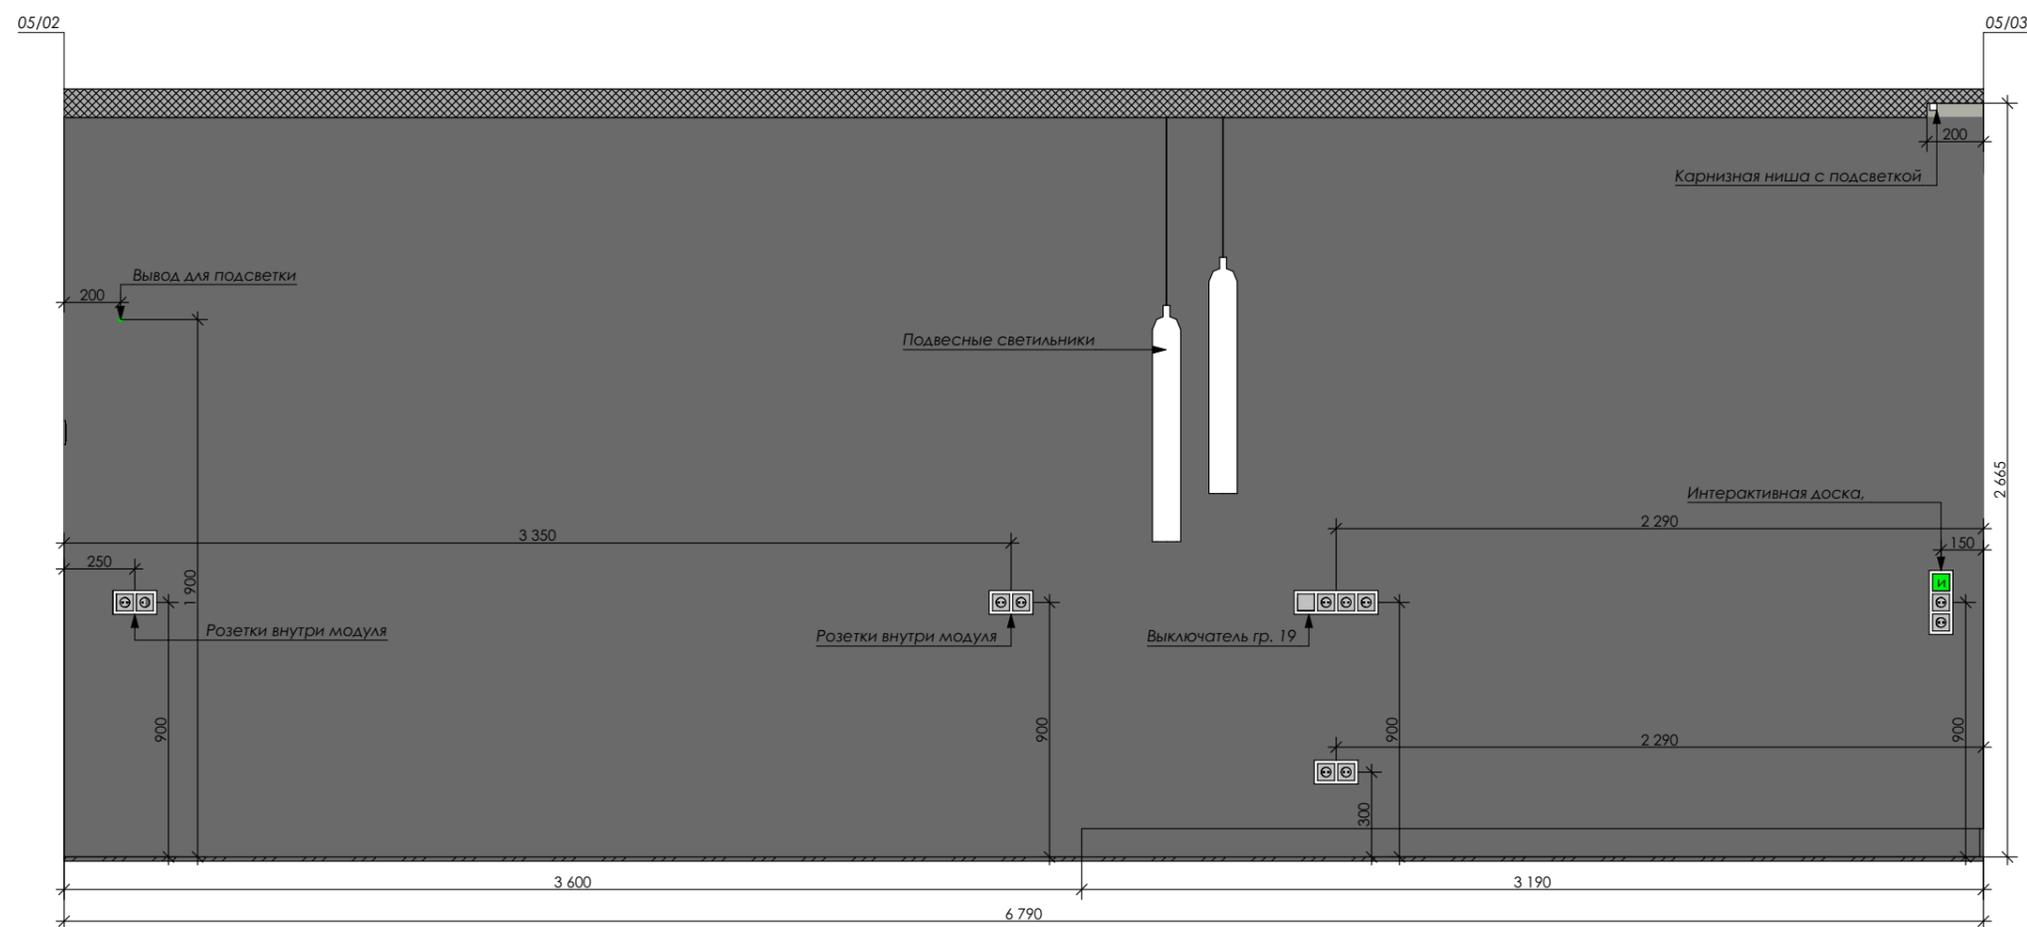 05/02
05/03
200
Карнизная ниша с подсветкой
Вывод для подсветки
200
Подвесные светильники
2 665
Интерактивная доска,
3 350
2 290
150
250
1 900
И
Розетки внутри модуля
Розетки внутри модуля
Выключатель гр. 19
900
900
900
900
2 290
300
3 600
3 190
6 790